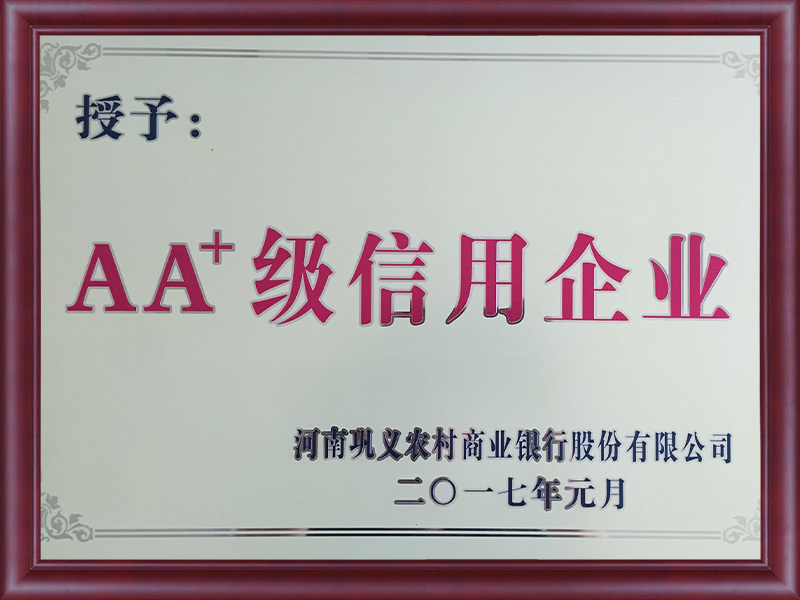 授予：
AA⁺级信用企业
河南巩义农村商业银行股份有限公司
二〇一七年元月